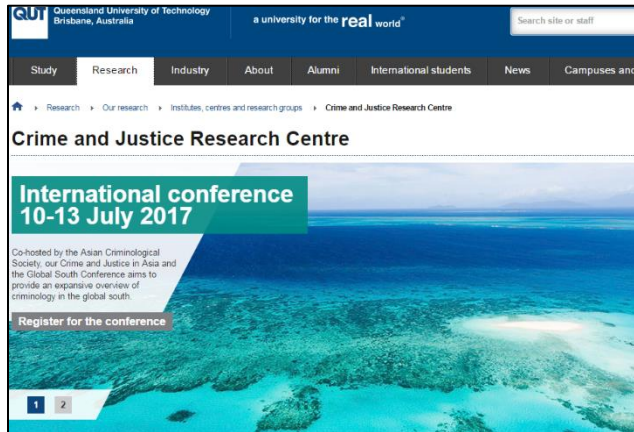 QUT
Queensland University of Technology
Brisbane, Australia
a university for the real world
Search site or staff
Study Research Industry About Alumni International students News Campuses and
Research Our research Institutes, centres and research groups Crime and Justice Research Centre
Crime and Justice Research Centre
International conference
10-13 July 2017
Co-hosted by the Asian Criminological
Society, our Crime and Justice in Asia and
the Global South Conference aims to
provide an expansive overview of
criminology in the global south.
Register for the conference
1 2